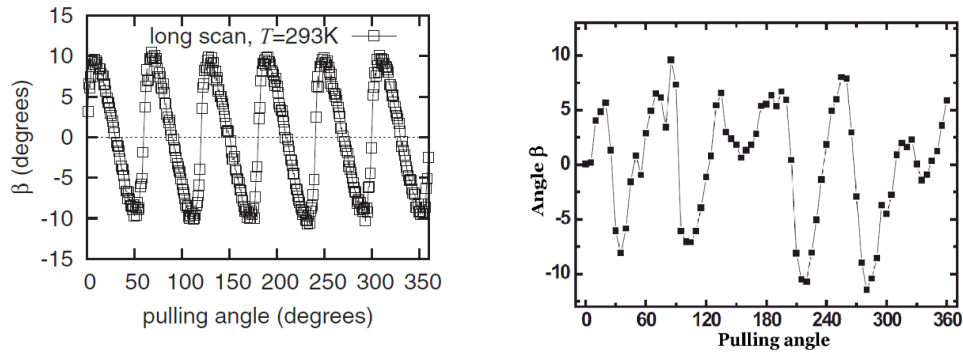 15
10
5
0
-5
-10
-15
β (degrees)
long scan, T=293K
0 50 100 150 200 250 300 350
pulling angle (degrees)
10
5
0
-5
-10
Angle β
0 60 120 180 240 300 360
Pulling angle